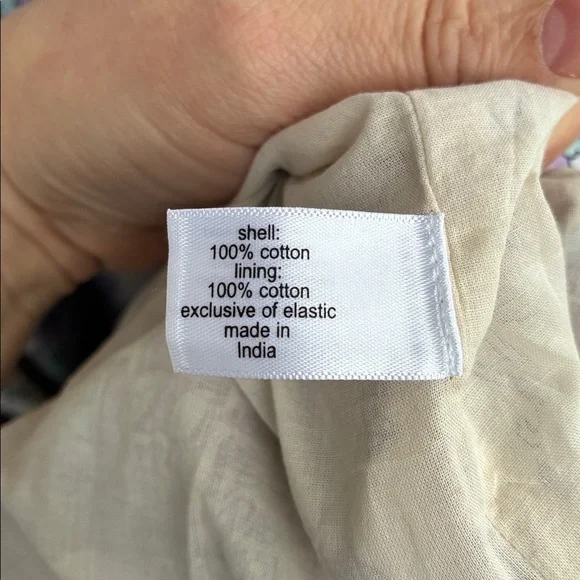 shell:
100% cotton
lining:
100% cotton
exclusive of elastic
made in
India